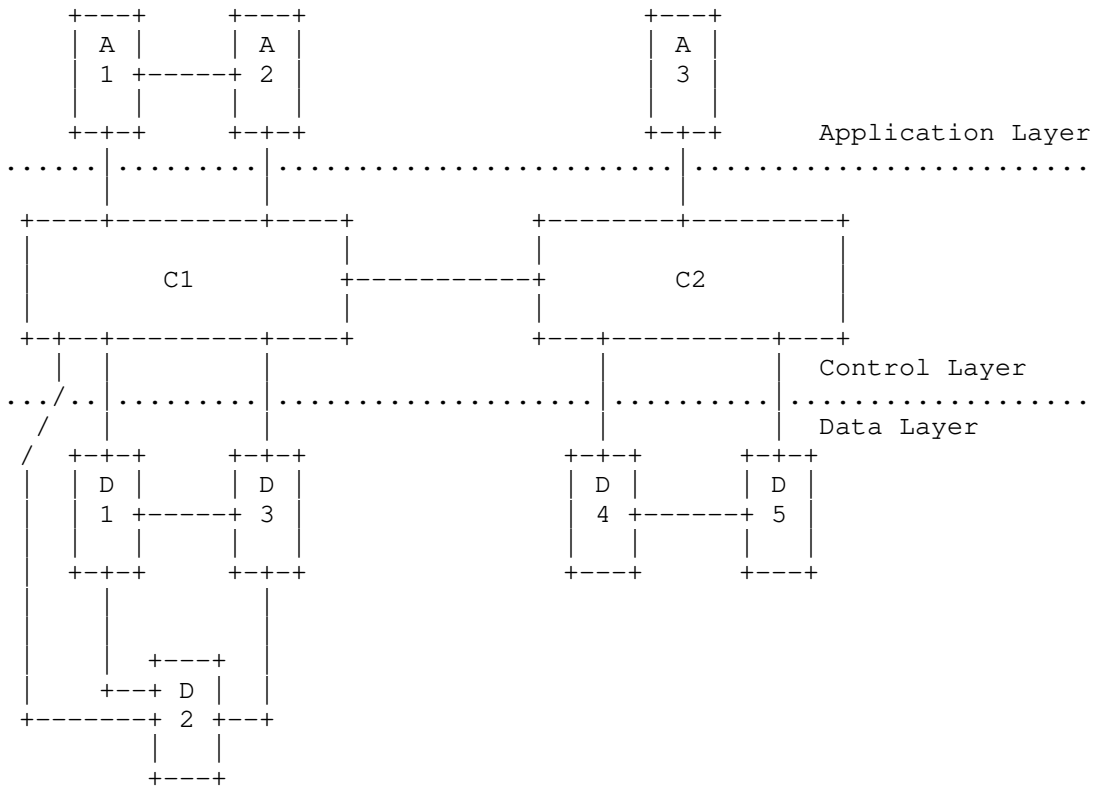 A A A
1 2 3
Application Layer
C1 C2
Control Layer
Data Layer
D D D D
1 3 4 5
D
2